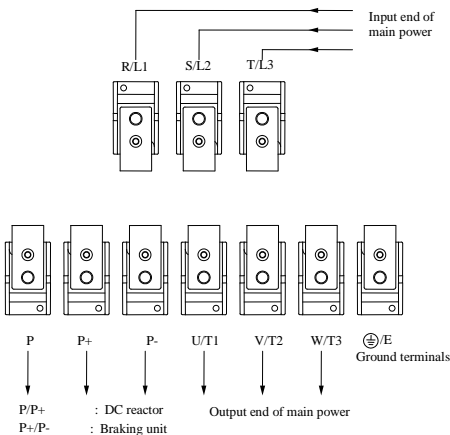 Input end of
main power
R/L1 S/L2 T/L3
P P+ P- U/T1 V/T2 W/T3 /E
Ground terminals
P/P+ : DC reactor Output end of main power
P+/P- : Braking unit